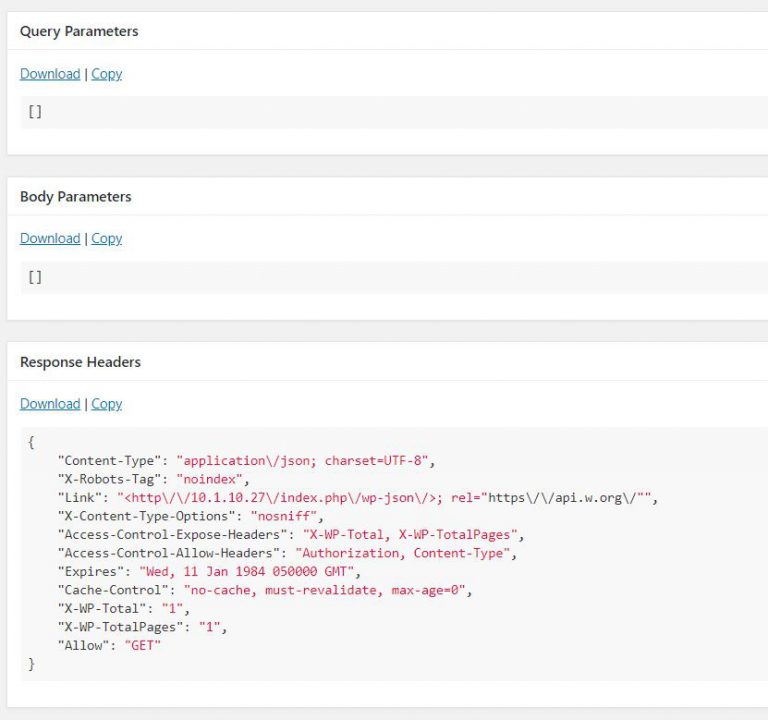 Query Parameters
Download | Copy
[]
Body Parameters
Download | Copy
[]
Response Headers
Download | Copy
{
"Content-Type": "application\/json; charset=UTF-8",
"X-Robots-Tag": "noindex",
"Link": "<http\/\/10.1.10.27\/index.php\/wp-json\/>; rel="https\/\/api.w.org\/"",
"X-Content-Type-Options": "nosniff",
"Access-Control-Expose-Headers": "X-WP-Total, X-WP-TotalPages",
"Access-Control-Allow-Headers": "Authorization, Content-Type",
"Expires": "Wed, 11 Jan 1984 050000 GMT",
"Cache-Control": "no-cache, must-revalidate, max-age=0",
"X-WP-Total": "1",
"X-WP-TotalPages": "1",
"Allow": "GET"
}